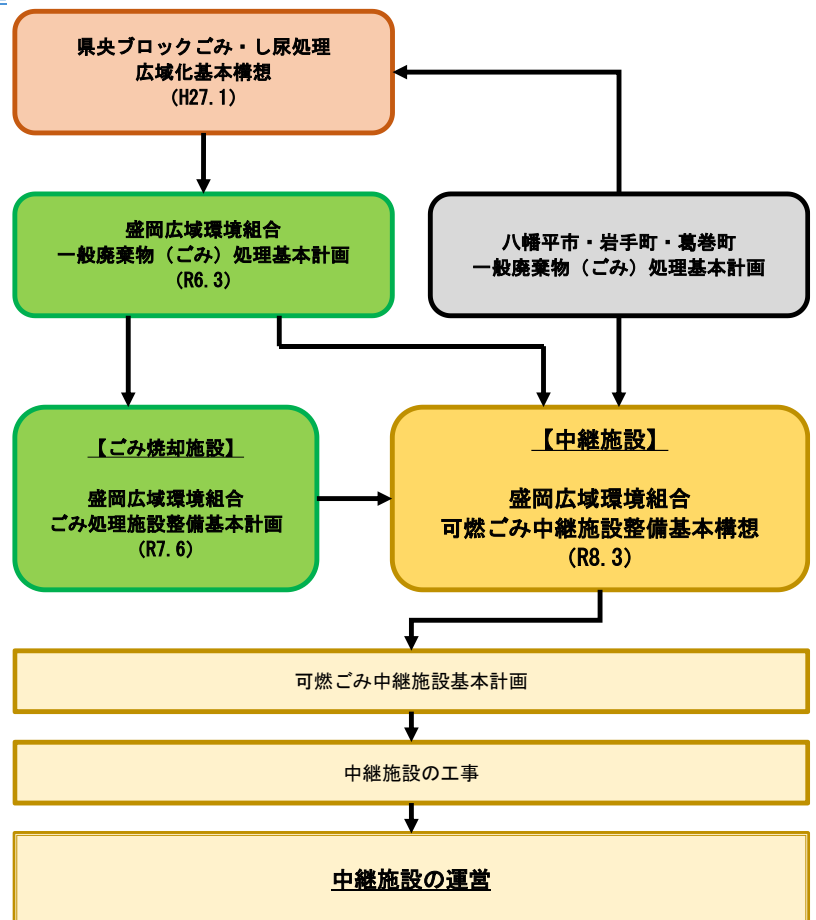 県央ブロックごみ・し尿処理
広域化基本構想
(H27.1)
盛岡広域環境組合
一般廃棄物（ごみ）処理基本計画
(R6.3)
八幡平市・岩手町・葛巻町
一般廃棄物（ごみ）処理基本計画
【ごみ焼却施設】
盛岡広域環境組合
ごみ処理施設整備基本計画
(R7.6)
【中継施設】
盛岡広域環境組合
可燃ごみ中継施設整備基本構想
(R8.3)
可燃ごみ中継施設基本計画
中継施設の工事
中継施設の運営